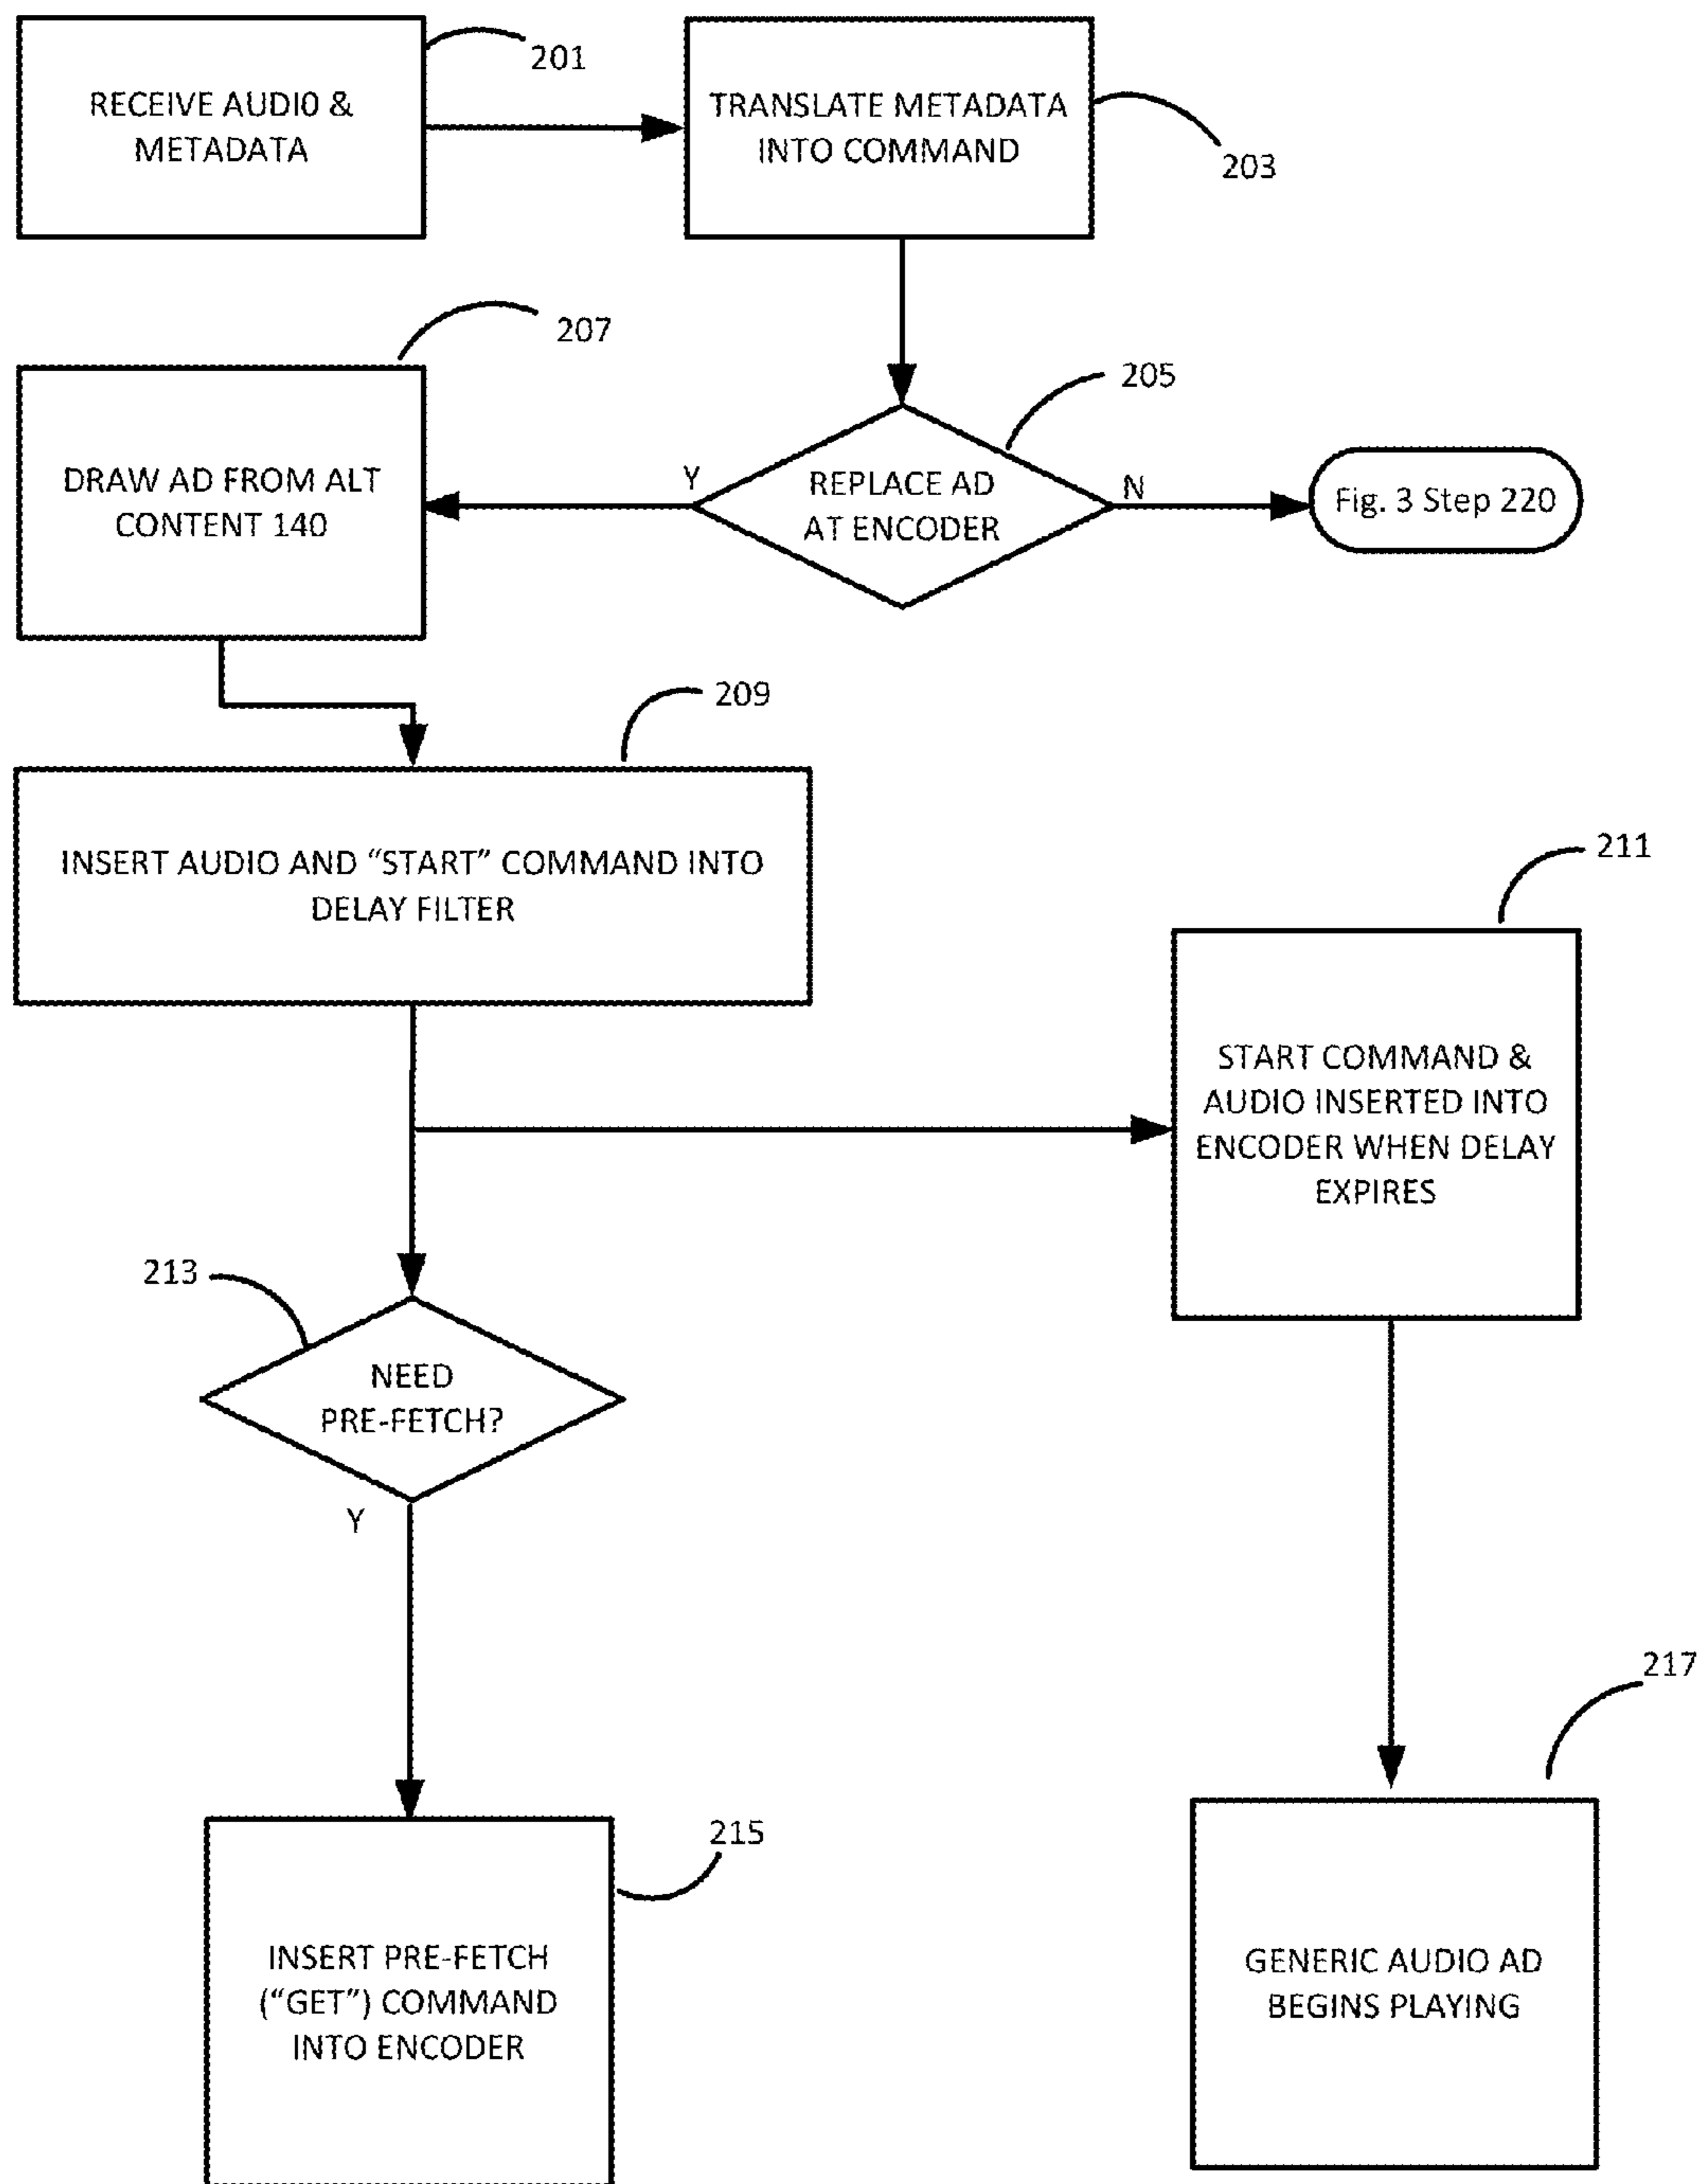 RECEIVE AUDIO &
METADATA
201
TRANSLATE METADATA
INTO COMMAND
203
207
205
DRAW AD FROM ALT
CONTENT 140
Y
REPLACE AD
AT ENCODER
N
Fig. 3 Step 220
209
INSERT AUDIO AND “START” COMMAND INTO
DELAY FILTER
211
START COMMAND &
AUDIO INSERTED INTO
ENCODER WHEN DELAY
EXPIRES
213
NEED
PRE-FETCH?
Y
215
INSERT PRE-FETCH
(“GET”) COMMAND
INTO ENCODER
217
GENERIC AUDIO AD
BEGINS PLAYING